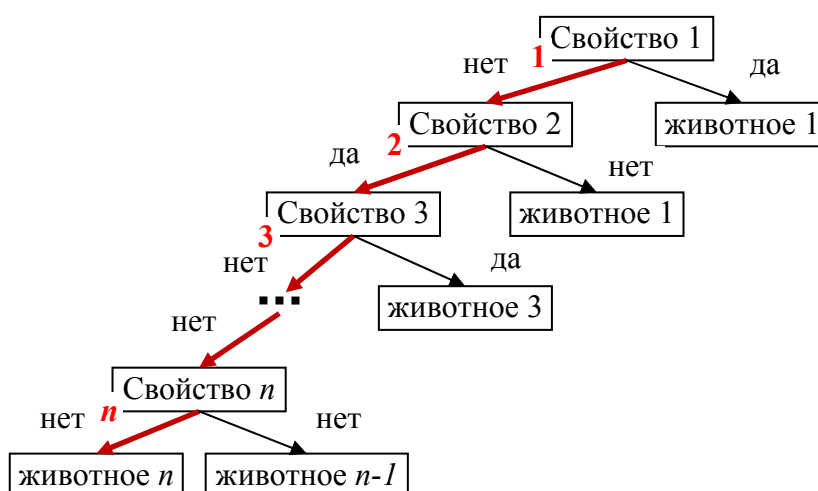 Свойство 1
нет 1 да
Свойство 2 животное 1
да 2 нет
Свойство 3 животное 1
3
нет да
... животное 3
нет
Свойство n
нет n нет
животное n животное n-1